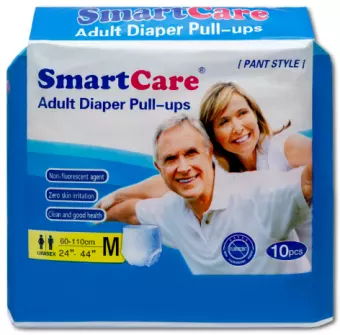 SmartCare
Adult Diaper Pull-ups
[ PANT STYLE ]
SmartCare®
Adult Diaper Pull-ups
Non-fluorescent agent
Zero skin irritation
Clean and good health
60-110cm
UNISEX 24" - 44" M
10pcs